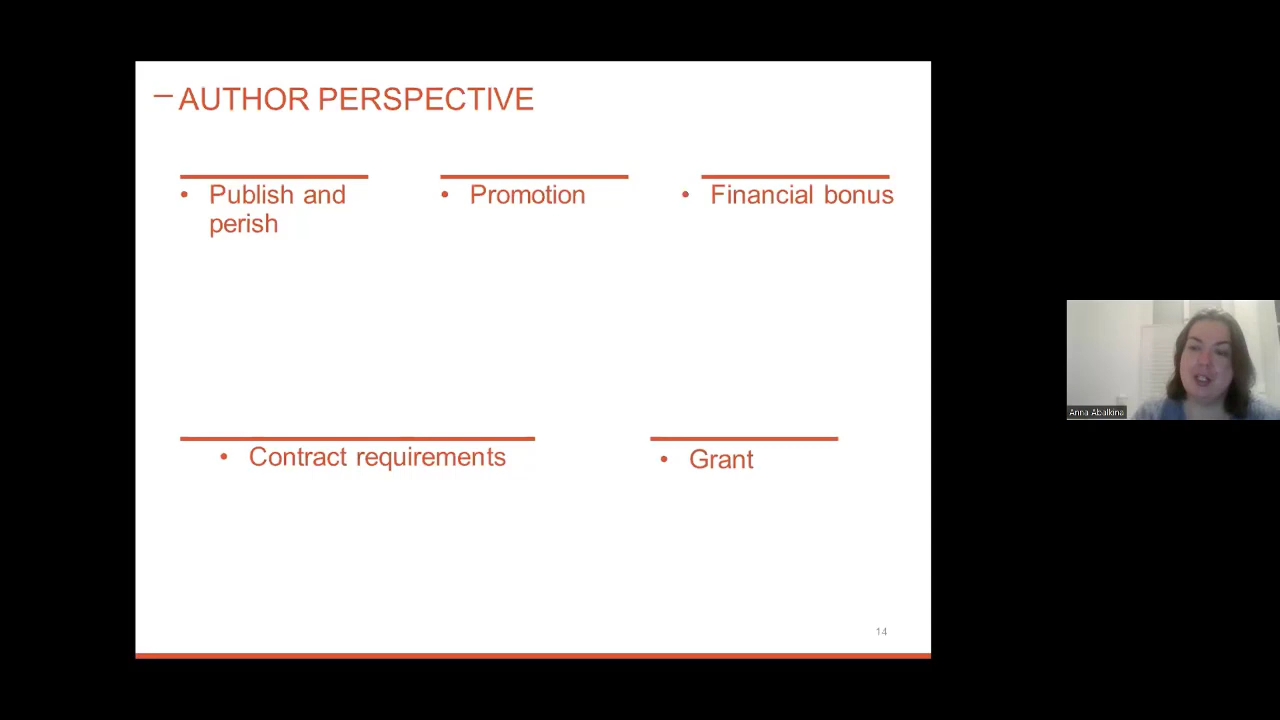 – AUTHOR PERSPECTIVE
• Publish and
perish
• Promotion
• Financial bonus
Anna Abalkina
• Contract requirements
• Grant
14